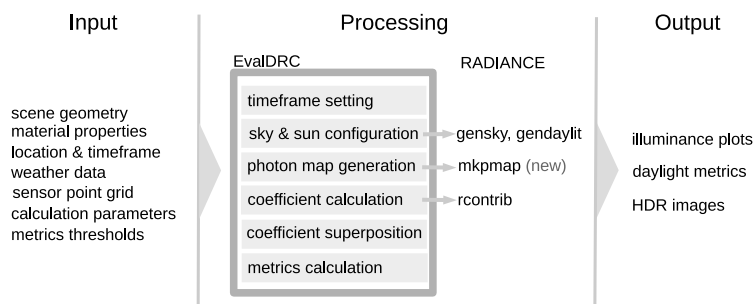 Input
Processing
Output
EvalDRC
RADIANCE
scene geometry
material properties
location & timeframe
weather data
sensor point grid
calculation parameters
metrics thresholds
timeframe setting
sky & sun configuration
photon map generation
coefficient calculation
coefficient superposition
metrics calculation
gensky, gendaylit
mkpmap (new)
rcontrib
illuminance plots
daylight metrics
HDR images